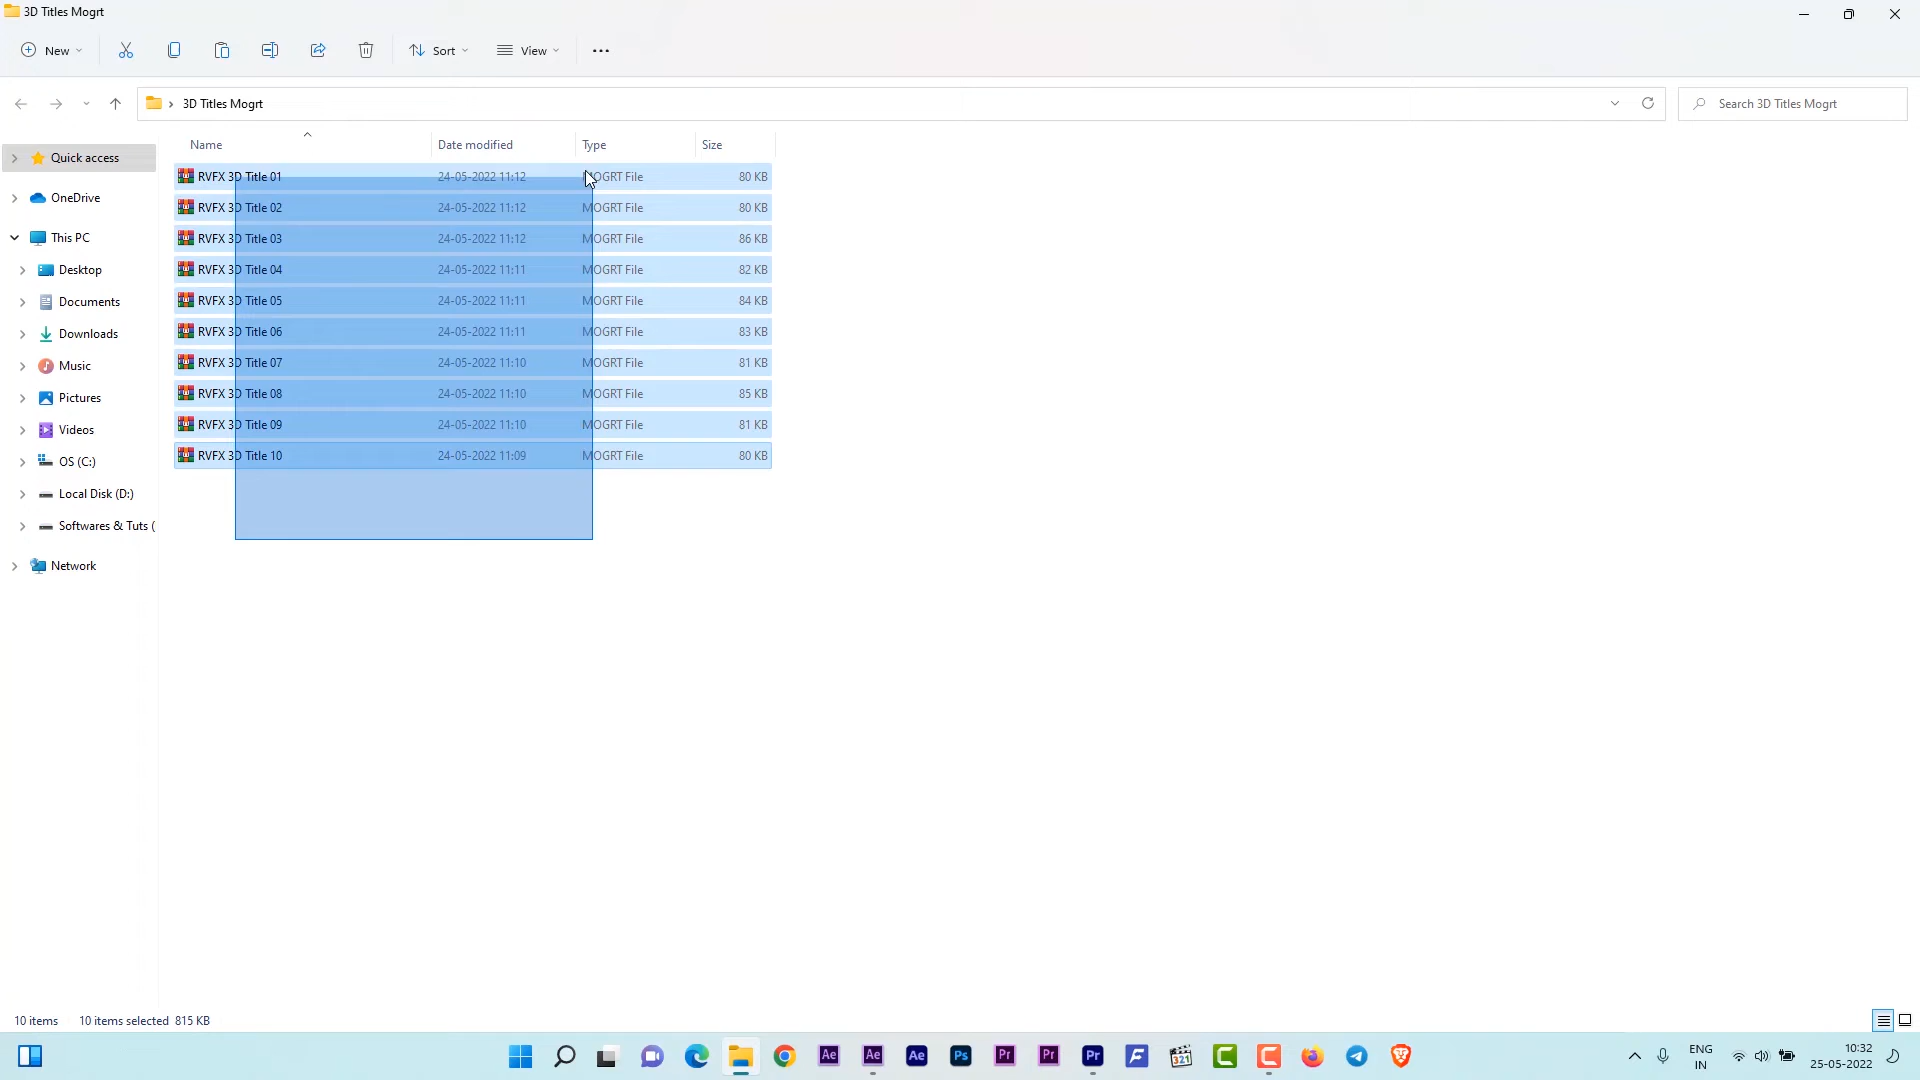 3D Titles Mogrt
New
Sort
View
3D Titles Mogrt
Search 3D Titles Mogrt
Name Date modified Type Size
Quick access
OneDrive
This PC
Desktop
Documents
Downloads
Music
Pictures
Videos
OS (C:)
Local Disk (D:)
Softwares & Tuts (
Network
RVFX 3D Title 01 24-05-2022 11:12 MOGRT File 80 KB
RVFX 3D Title 02 24-05-2022 11:12 MOGRT File 80 KB
RVFX 3D Title 03 24-05-2022 11:12 MOGRT File 86 KB
RVFX 3D Title 04 24-05-2022 11:11 MOGRT File 82 KB
RVFX 3D Title 05 24-05-2022 11:11 MOGRT File 84 KB
RVFX 3D Title 06 24-05-2022 11:11 MOGRT File 83 KB
RVFX 3D Title 07 24-05-2022 11:10 MOGRT File 81 KB
RVFX 3D Title 08 24-05-2022 11:10 MOGRT File 85 KB
RVFX 3D Title 09 24-05-2022 11:10 MOGRT File 81 KB
RVFX 3D Title 10 24-05-2022 11:09 MOGRT File 80 KB
10 items 10 items selected 815 KB
Ae Ae Ae Ps Pr Pr Pr F 321 C C
ENG
IN
10:32
25-05-2022